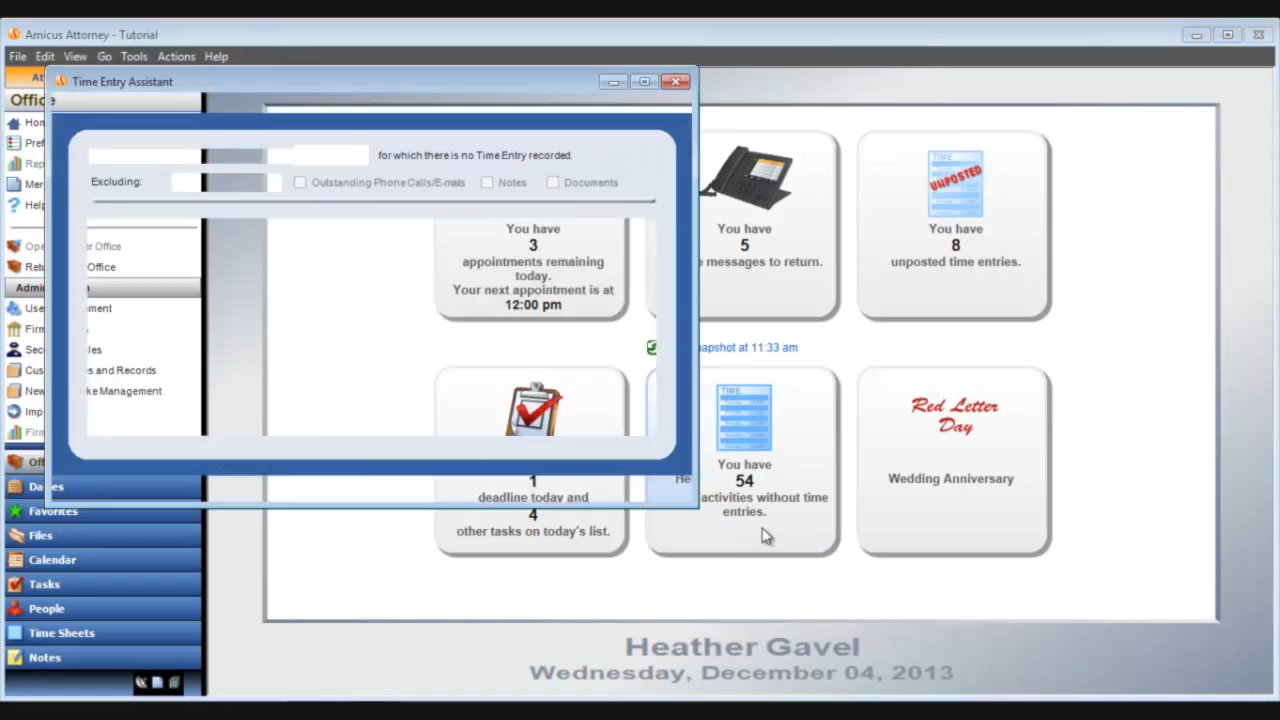 Amicus Attorney - Tutorial
File Edit View Go Tools Actions Help
Time Entry Assistant
Office
for which there is no Time Entry recorded.
Excluding:
Outstanding Phone Calls/E-mails
Notes
Documents
You have
3
appointments remaining
today.
Your next appointment is at
12:00 pm
You have
5
messages to return.
TIME
UNPOSTED
You have
8
unposted time entries.
at 11:33 am
You have
1
deadline today and
4
other tasks on today's list.
TIME
You have
54
activities without time
entries.
Red Letter
Day
Wedding Anniversary
Office
and Records
Management
Favorites
Files
Calendar
Tasks
People
Time Sheets
Notes
Heather Gavel
Wednesday, December 04, 2013